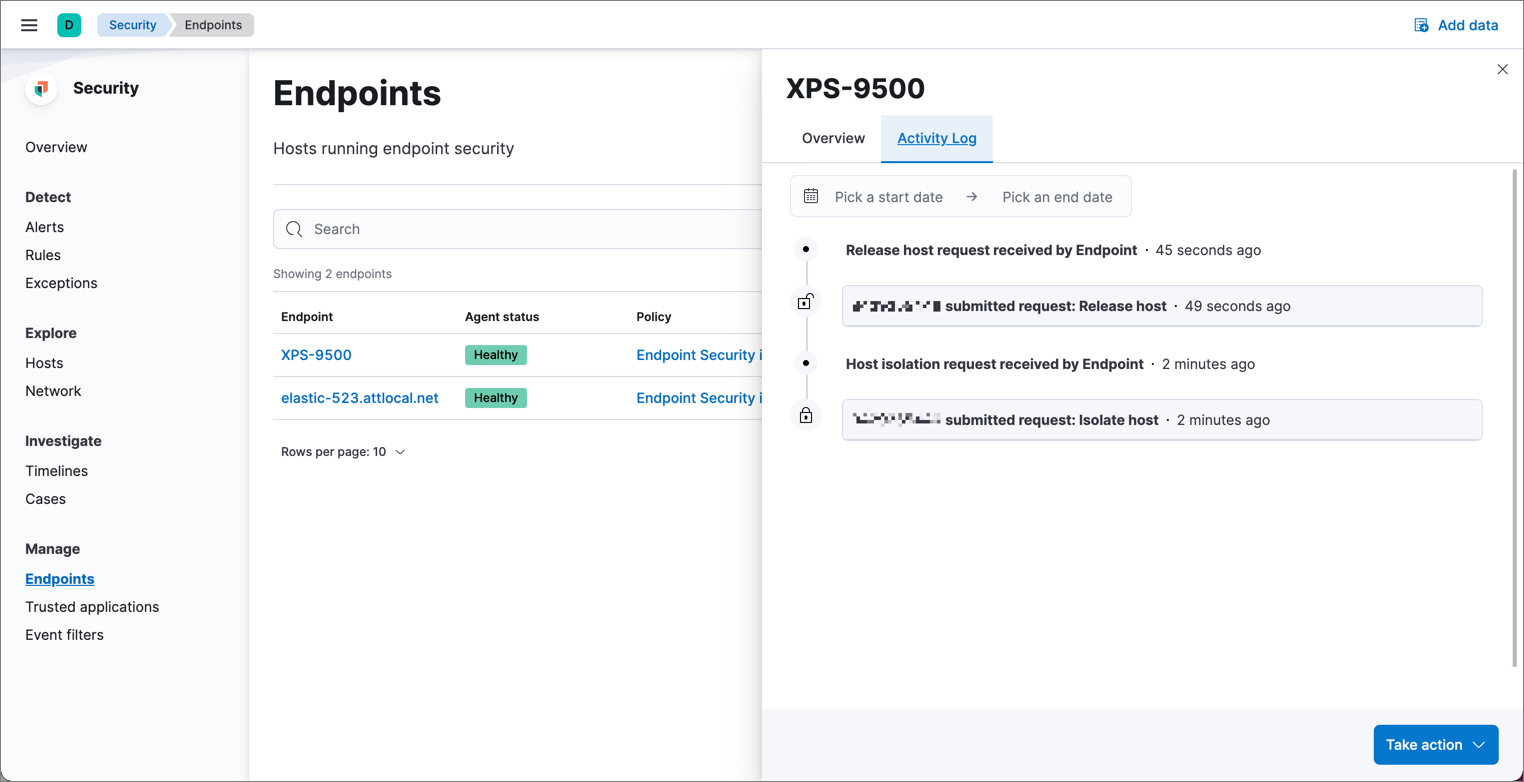 D
Security
Endpoints
Add data
Security
Overview
Detect
Alerts
Rules
Exceptions
Explore
Hosts
Network
Investigate
Timelines
Cases
Manage
Endpoints
Trusted applications
Event filters
Endpoints
Hosts running endpoint security
Search
Showing 2 endpoints
Endpoint Agent status Policy
XPS-9500 Healthy Endpoint Security i
elastic-523.attlocal.net Healthy Endpoint Security i
Rows per page: 10
XPS-9500
Overview Activity Log
Pick a start date → Pick an end date
Release host request received by Endpoint · 45 seconds ago
submitted request: Release host · 49 seconds ago
Host isolation request received by Endpoint · 2 minutes ago
submitted request: Isolate host · 2 minutes ago
Take action